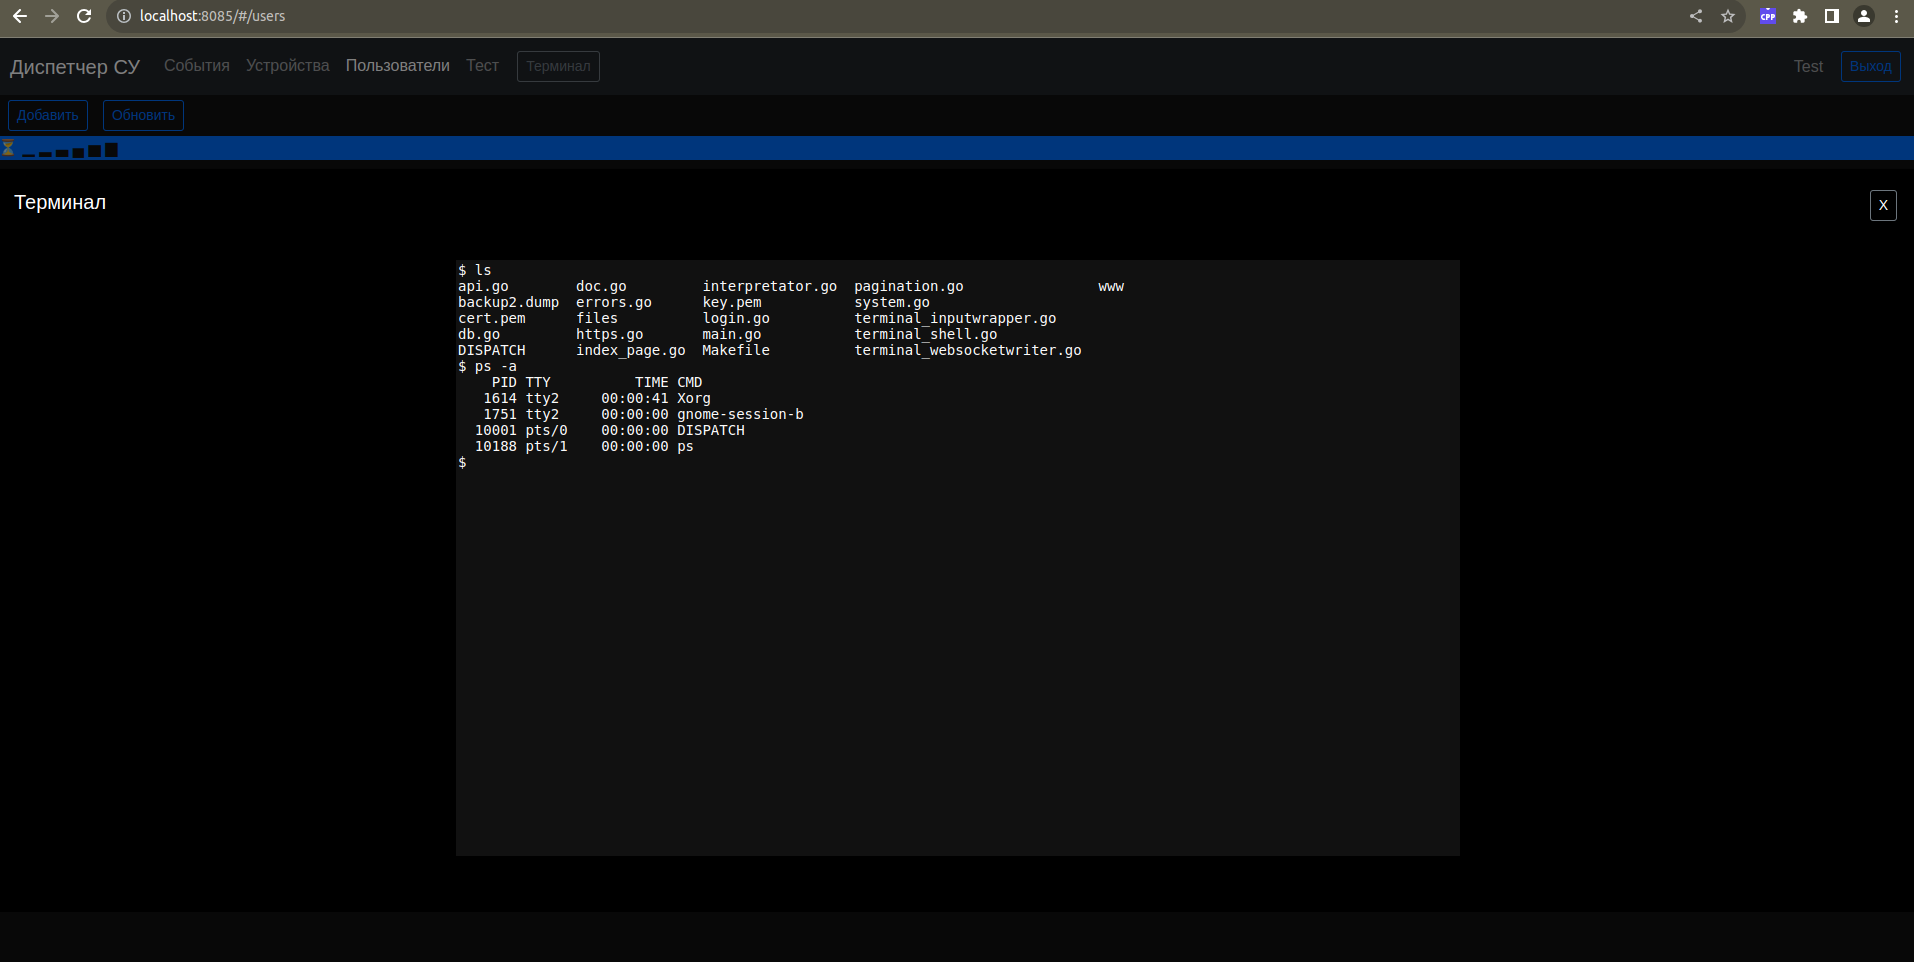 localhost:8085/#/users
CPP
Диспетчер СУ События Устройства Пользователи Тест Терминал Test Выход
Добавить Обновить
Терминал X
$ ls
api.go doc.go interpretator.go pagination.go www
backup2.dump errors.go key.pem system.go
cert.pem files login.go terminal_inputwrapper.go
db.go https.go main.go terminal_shell.go
DISPATCH index_page.go Makefile terminal_websocketwriter.go
$ ps -a
PID TTY TIME CMD
1614 tty2 00:00:41 Xorg
1751 tty2 00:00:00 gnome-session-b
10001 pts/0 00:00:00 DISPATCH
10188 pts/1 00:00:00 ps
$